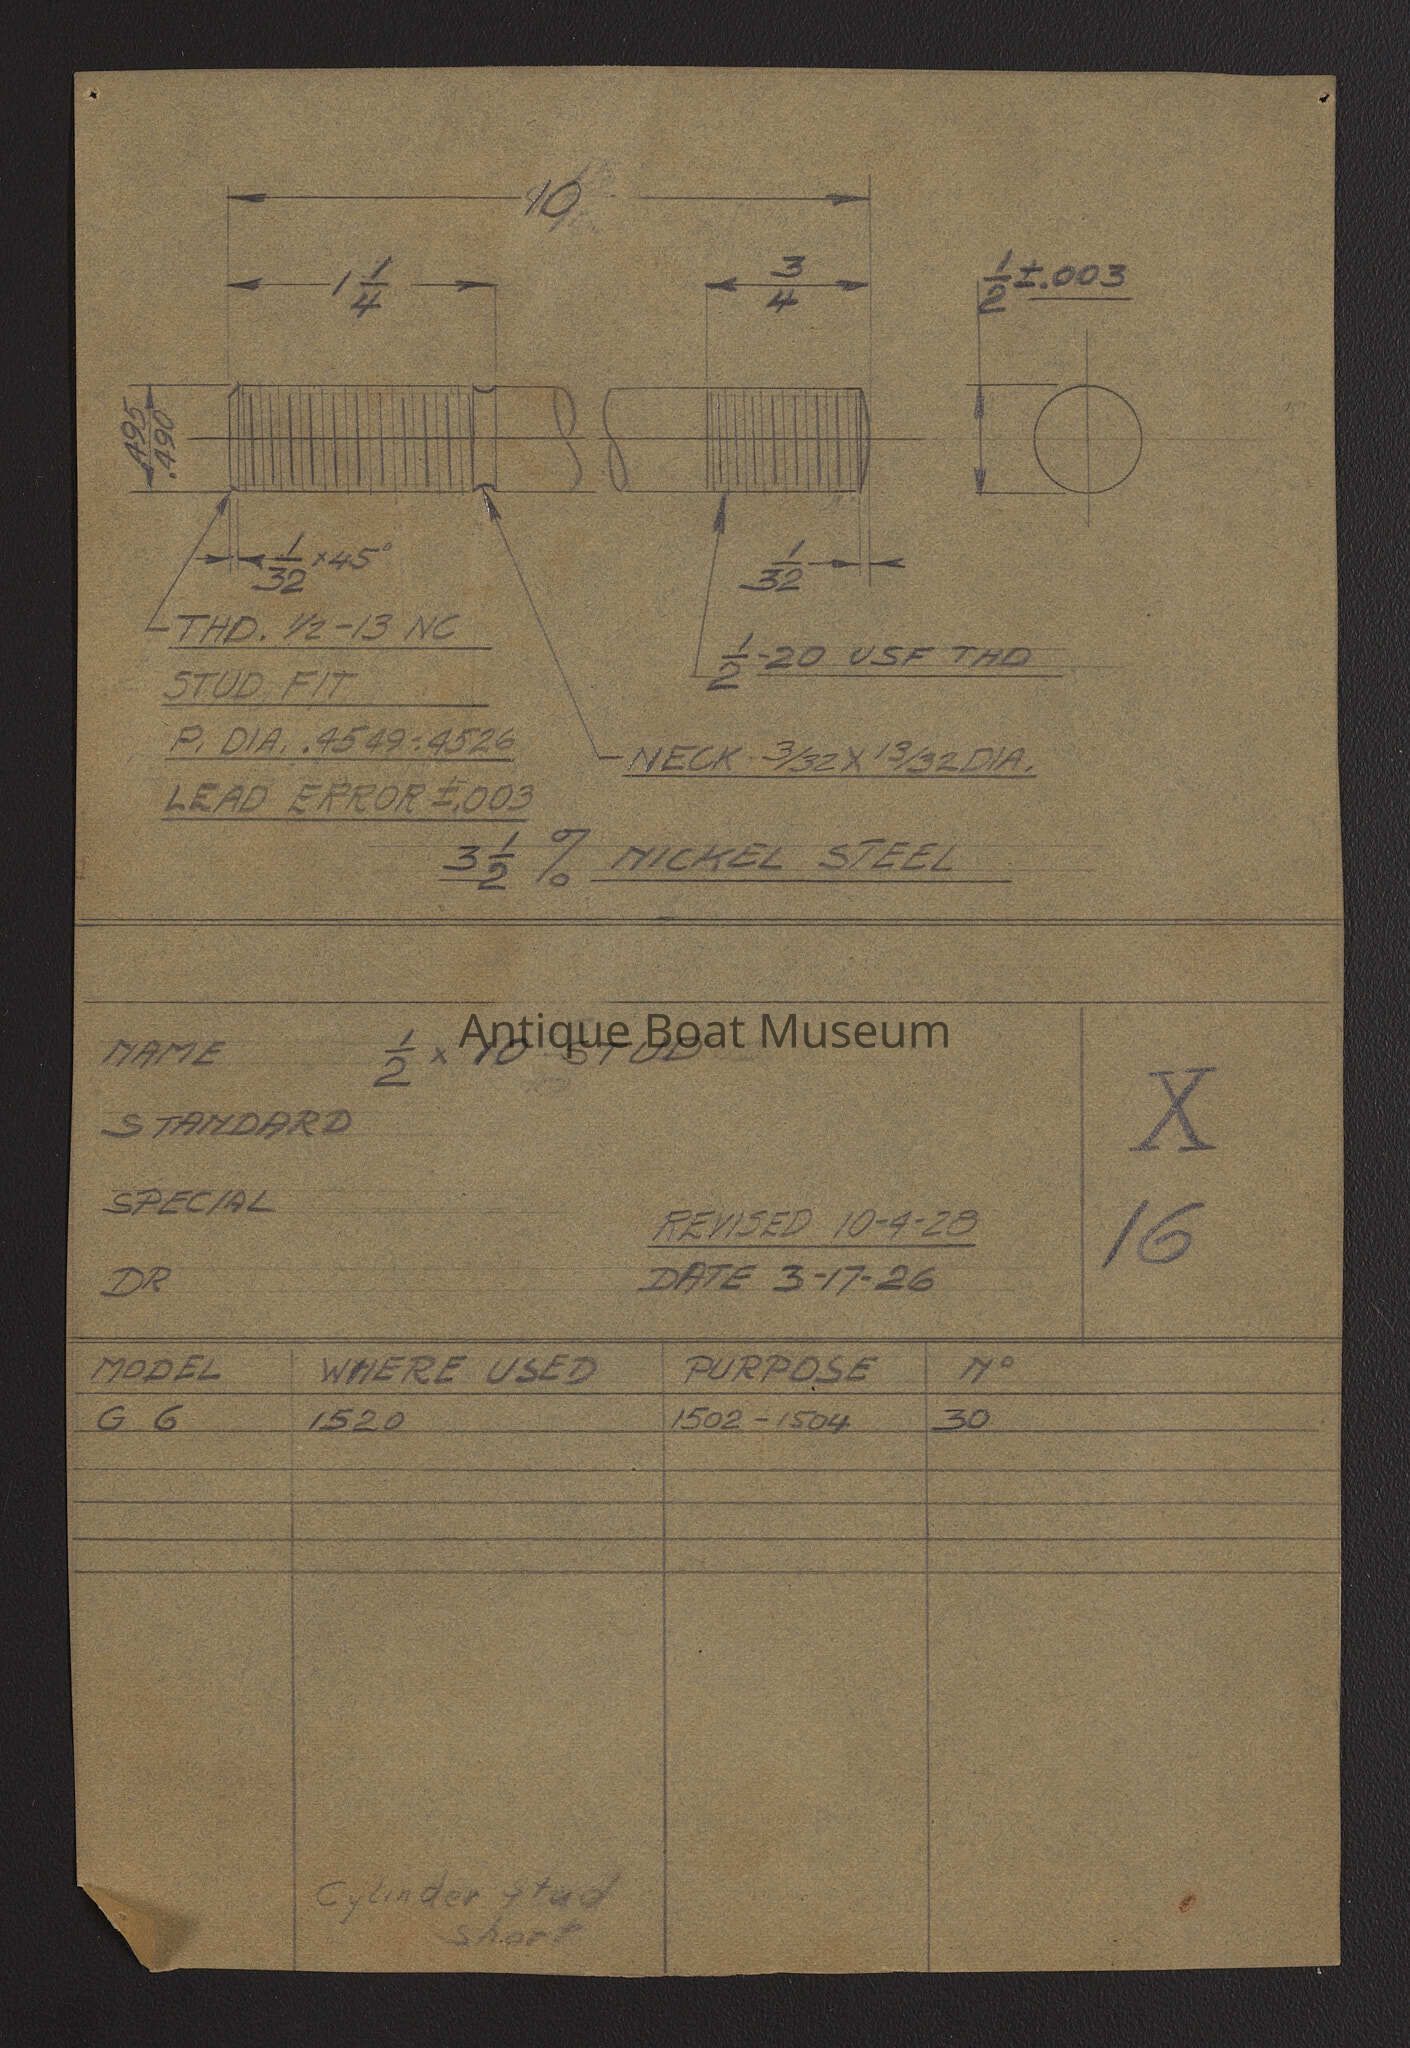 10
1 1/4
3/4
1/2 ±.003
.495
.490
1/32 × 45°
1/32
THD. 1/2-13 NC
STUD FIT
P. DIA. .4549-.4526
LEAD ERROR ±.003
1/2-20 USF THD
NECK 3/32 X 13/32 DIA.
3 1/2 % NICKEL STEEL
Antique Boat Museum
NAME 1/2 × 10 STUD
STANDARD
SPECIAL
REVISED 10-4-28
DR DATE 3-17-26
X
16
MODEL WHERE USED PURPOSE Nº
G 6 1520 1502-1504 30
Cylinder stud
short